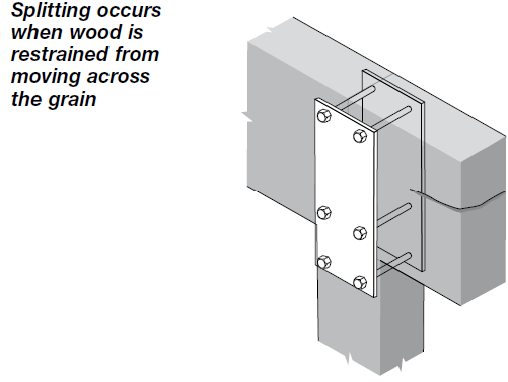 Splitting occurs
when wood is
restrained from
moving across
the grain